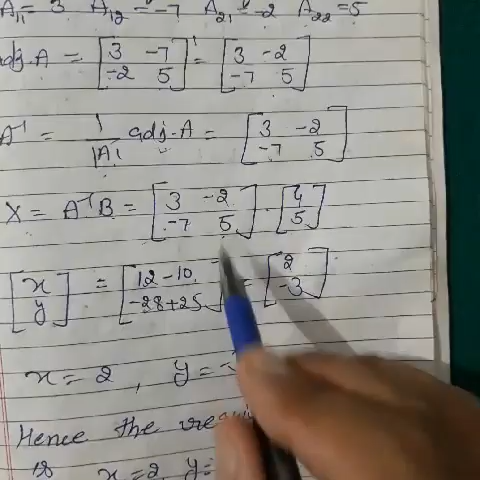 A₁₁ = 3 A₁₂ = -7 A₂₁ = -2 A₂₂ = 5
adj. A = [3 -7; -2 5]' = [3 -2; -7 5]
A⁻¹ = 1/|A| adj. A = [3 -2; -7 5]
X = A⁻¹B = [3 -2; -7 5] · [4; 5]
[x; y] = [12-10; -28+25] = [2; -3]
x = 2 , y = -
Hence the
is x = 2, y =